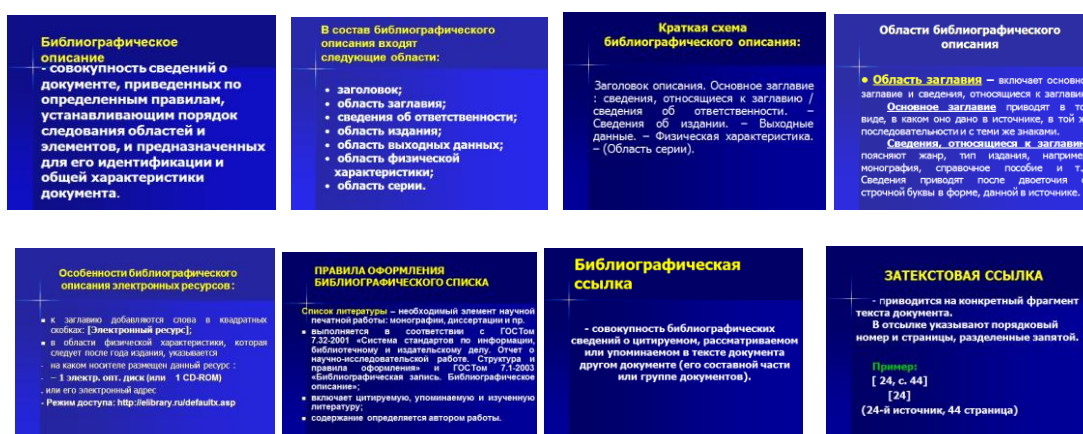 Библиографическое
описание
- совокупность сведений о
документе, приведенных по
определенным правилам,
устанавливающим порядок
следования областей и
элементов, и предназначенных
для его идентификации и
общей характеристики
документа.
В состав библиографического
описания входят
следующие области:
• заголовок;
• область заглавия;
• сведения об ответственности;
• область издания;
• область выходных данных;
• область физической
характеристики;
• область серии.
Краткая схема
библиографического описания:
Заголовок описания. Основное заглавие
: сведения, относящиеся к заглавию /
сведения об ответственности. –
Сведения об издании. – Выходные
данные. – Физическая характеристика.
– (Область серии).
Области библиографического
описания
• Область заглавия – включает основно
заглавие и сведения, относящиеся к заглавию
Основное заглавие приводят в то
виде, в каком оно дано в источнике, в той ж
последовательности и с теми же знаками.
Сведения, относящиеся к заглавию
поясняют жанр, тип издания, наприме
монография, справочное пособие и т.
Сведения приводят после двоеточия с
строчной буквы в форме, данной в источнике.
Особенности библиографического
описания электронных ресурсов:
▪ к заглавию добавляются слова в квадратных
скобках: [Электронный ресурс];
▪ в области физической характеристики, которая
следует после года издания, указывается
- на каком носителе размещен данный ресурс :
- – 1 электр. опт. диск (или 1 CD-ROM)
. или его электронный адрес
- Режим доступа: http://elibrary.ru/defaultx.asp
ПРАВИЛА ОФОРМЛЕНИЯ
БИБЛИОГРАФИЧЕСКОГО СПИСКА
Список литературы – необходимый элемент научной
печатной работы: монографии, диссертации и пр.
▪ выполняется в соответствии с ГОСТом
7.32-2001 «Система стандартов по информации,
библиотечному и издательскому делу. Отчет о
научно-исследовательской работе. Структура и
правила оформления» и ГОСТом 7.1-2003
«Библиографическая запись. Библиографическое
описание»;
▪ включает цитируемую, упоминаемую и изученную
литературу;
▪ содержание определяется автором работы.
Библиографическая
ссылка
- совокупность библиографических
сведений о цитируемом, рассматриваемом
или упоминаемом в тексте документа
другом документе (его составной части
или группе документов).
ЗАТЕКСТОВАЯ ССЫЛКА
- приводится на конкретный фрагмент
текста документа.
В отсылке указывают порядковый
номер и страницы, разделенные запятой.
Пример:
[ 24, с. 44]
[24]
(24-й источник, 44 страница)